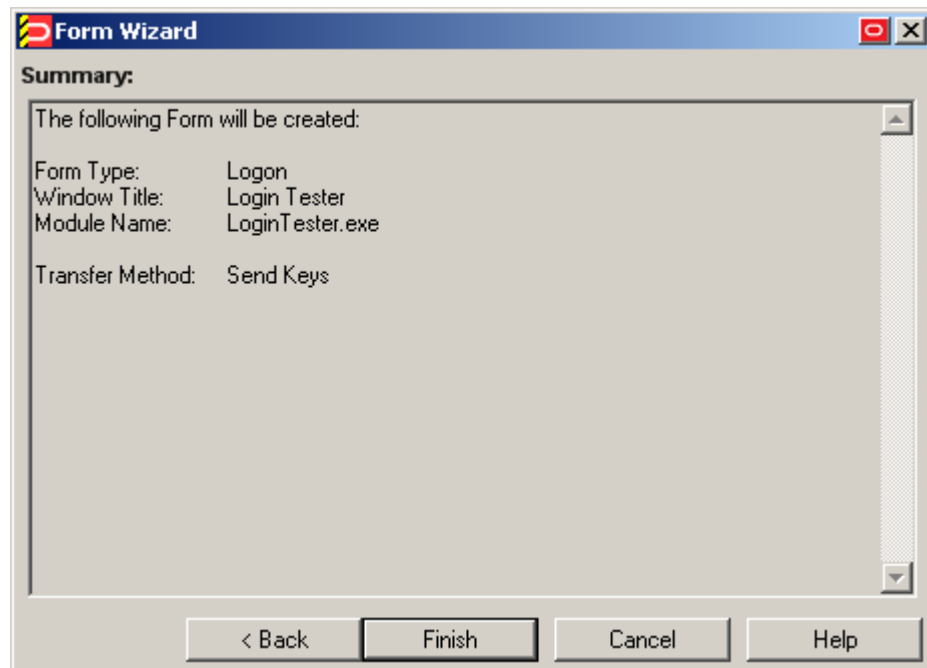 Form Wizard
Summary:
The following Form will be created:
Form Type: Logon
Window Title: Login Tester
Module Name: LoginTester.exe
Transfer Method: Send Keys
< Back Finish Cancel Help